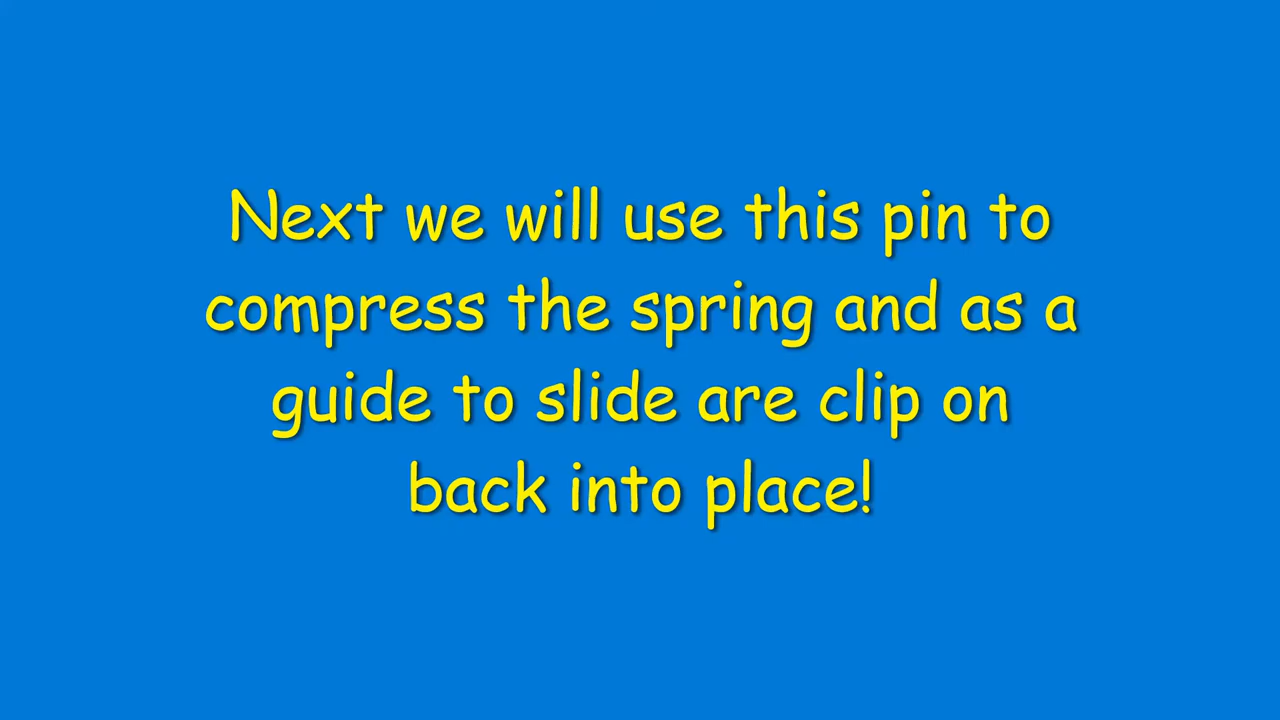 Next we will use this pin to
compress the spring and as a
guide to slide are clip on
back into place!